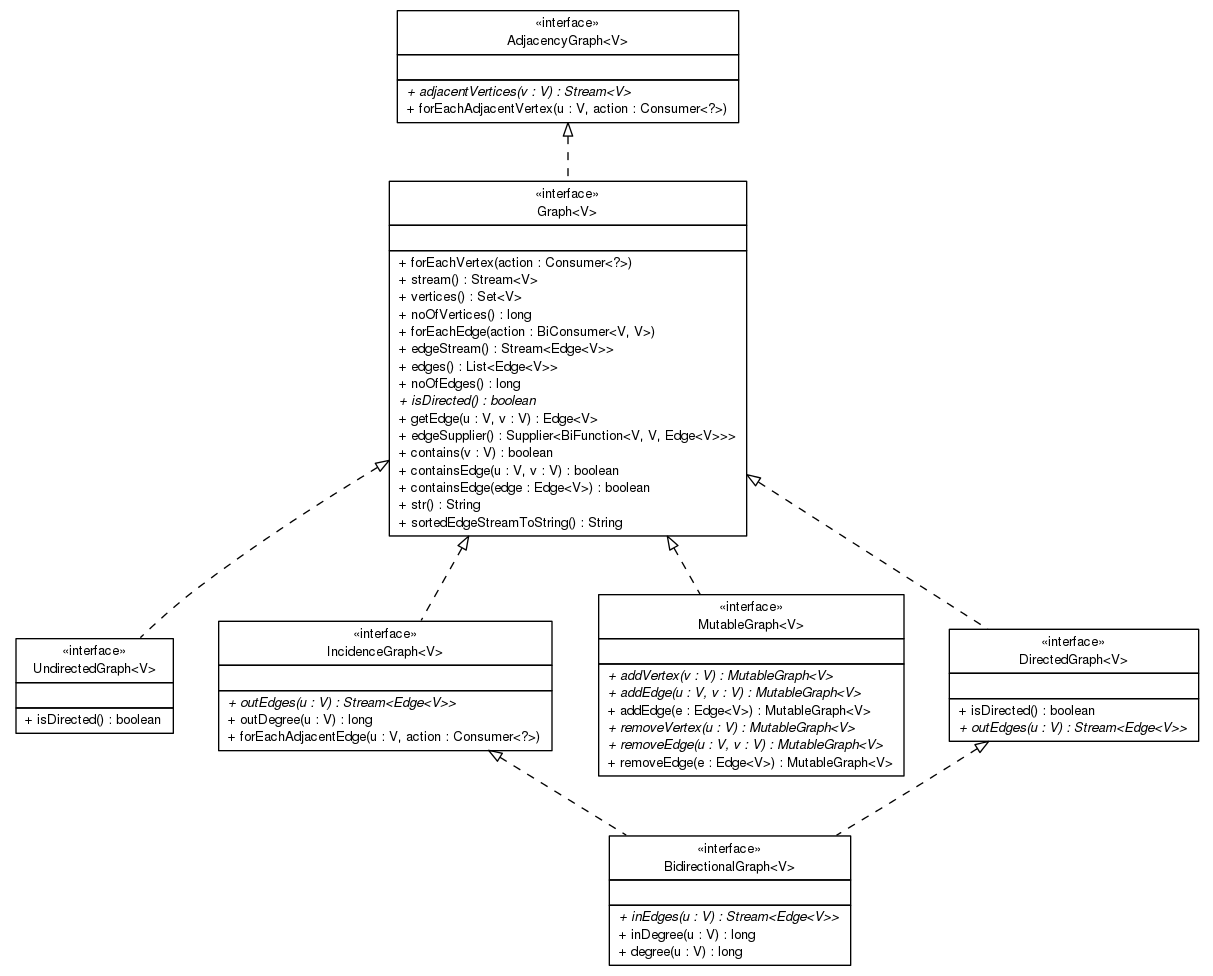 «interface»
AdjacencyGraph<V>
+ adjacentVertices(v : V) : Stream<V>
+ forEachAdjacentVertex(u : V, action : Consumer<?>)
«interface»
Graph<V>
+ forEachVertex(action : Consumer<?>)
+ stream() : Stream<V>
+ vertices() : Set<V>
+ noOfVertices() : long
+ forEachEdge(action : BiConsumer<V, V>)
+ edgeStream() : Stream<Edge<V>>
+ edges() : List<Edge<V>>
+ noOfEdges() : long
+ isDirected() : boolean
+ getEdge(u : V, v : V) : Edge<V>
+ edgeSupplier() : Supplier<BiFunction<V, V, Edge<V>>>
+ contains(v : V) : boolean
+ containsEdge(u : V, v : V) : boolean
+ containsEdge(edge : Edge<V>) : boolean
+ str() : String
+ sortedEdgeStreamToString() : String
«interface»
UndirectedGraph<V>
+ isDirected() : boolean
«interface»
IncidenceGraph<V>
+ outEdges(u : V) : Stream<Edge<V>>
+ outDegree(u : V) : long
+ forEachAdjacentEdge(u : V, action : Consumer<?>)
«interface»
MutableGraph<V>
+ addVertex(v : V) : MutableGraph<V>
+ addEdge(u : V, v : V) : MutableGraph<V>
+ addEdge(e : Edge<V>) : MutableGraph<V>
+ removeVertex(u : V) : MutableGraph<V>
+ removeEdge(u : V, v : V) : MutableGraph<V>
+ removeEdge(e : Edge<V>) : MutableGraph<V>
«interface»
DirectedGraph<V>
+ isDirected() : boolean
+ outEdges(u : V) : Stream<Edge<V>>
«interface»
BidirectionalGraph<V>
+ inEdges(u : V) : Stream<Edge<V>>
+ inDegree(u : V) : long
+ degree(u : V) : long